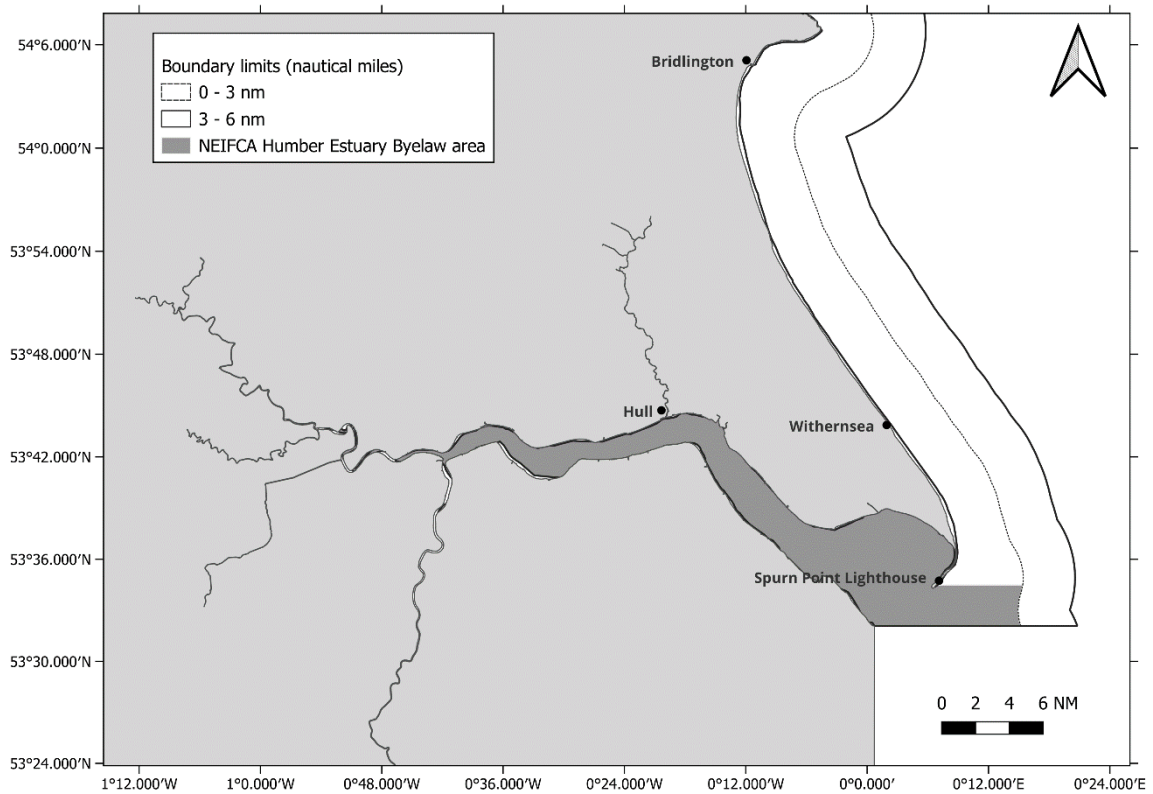 54°6.000′N
54°0.000′N
53°54.000′N
53°48.000′N
53°42.000′N
53°36.000′N
53°30.000′N
53°24.000′N
Boundary limits (nautical miles)
0 - 3 nm
3 - 6 nm
NEIFCA Humber Estuary Byelaw area
Bridlington
Hull
Withernsea
Spurn Point Lighthouse
0 2 4 6 NM
1°12.000′W 1°0.000′W 0°48.000′W 0°36.000′W 0°24.000′W 0°12.000′W 0°0.000′ 0°12.000′E 0°24.000′E